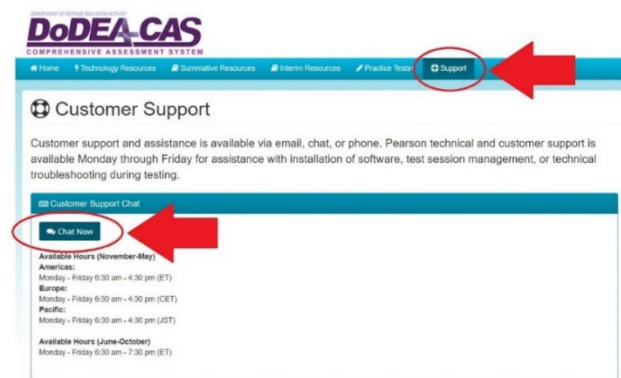 DEPARTMENT OF DEFENSE EDUCATION ACTIVITY
DoDEA-CAS
COMPREHENSIVE ASSESSMENT SYSTEM
Home Technology Resources Summative Resources Interim Resources Practice Tests Support
Customer Support
Customer support and assistance is available via email, chat, or phone. Pearson technical and customer support is
available Monday through Friday for assistance with installation of software, test session management, or technical
troubleshooting during testing.
Customer Support Chat
Chat Now
Available Hours (November-May)
Americas:
Monday - Friday 6:30 am - 4:30 pm (ET)
Europe:
Monday - Friday 6:30 am - 4:30 pm (CET)
Pacific:
Monday - Friday 6:30 am - 4:30 pm (JST)
Available Hours (June-October)
Monday - Friday 6:30 am - 7:30 pm (ET)